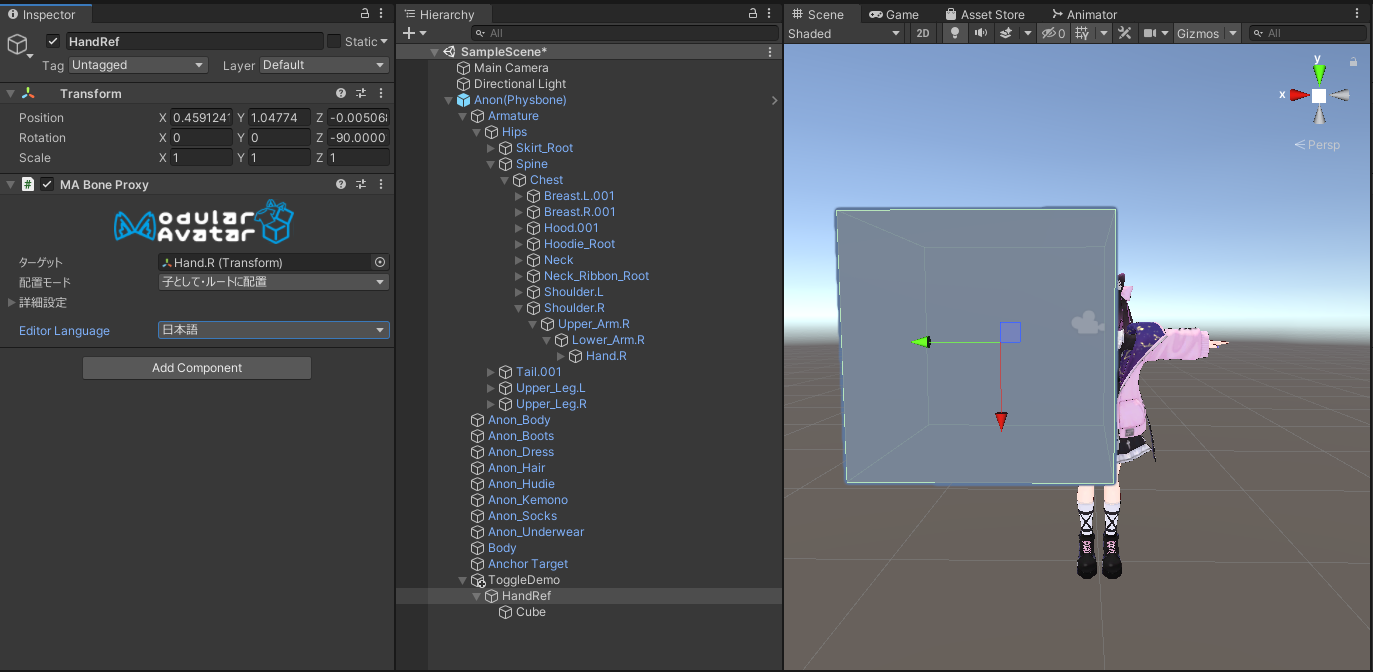 Inspector
HandRef
Static
Tag Untagged Layer Default
Transform
Position X 0.459124 Y 1.04774 Z -0.005068
Rotation X 0 Y 0 Z -90.0000
Scale X 1 Y 1 Z 1
MA Bone Proxy
Modular
Avatar
ターゲット Hand.R (Transform)
配置モード 子として・ルートに配置
詳細設定
Editor Language 日本語
Add Component
Hierarchy
All
SampleScene*
Main Camera
Directional Light
Anon(Physbone)
Armature
Hips
Skirt_Root
Spine
Chest
Breast.L.001
Breast.R.001
Hood.001
Hoodie_Root
Neck
Neck_Ribbon_Root
Shoulder.L
Shoulder.R
Upper_Arm.R
Lower_Arm.R
Hand.R
Tail.001
Upper_Leg.L
Upper_Leg.R
Anon_Body
Anon_Boots
Anon_Dress
Anon_Hair
Anon_Hudie
Anon_Kemono
Anon_Socks
Anon_Underwear
Body
Anchor Target
ToggleDemo
HandRef
Cube
Scene Game Asset Store Animator
Shaded 2D 0 Gizmos All
y
x
Persp